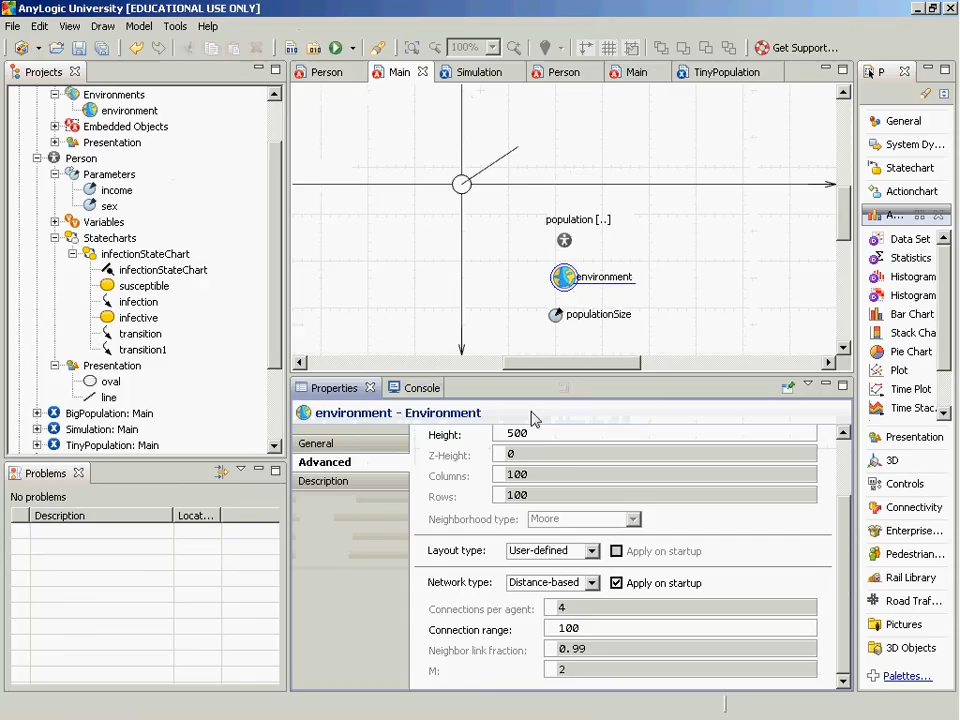 AnyLogic University [EDUCATIONAL USE ONLY]
File Edit View Draw Model Tools Help
100% Get Support...
Projects
Environments
environment
Embedded Objects
Presentation
Person
Parameters
income
sex
Variables
Statecharts
infectionStateChart
infectionStateChart
susceptible
infection
infective
transition
transition1
Presentation
oval
line
BigPopulation: Main
Simulation: Main
TinyPopulation: Main
Problems
No problems
Description Locat...
Person Main Simulation Person Main TinyPopulation
population [..]
environment
populationSize
Properties Console
environment - Environment
General
Advanced
Description
Height: 500
Z-Height: 0
Columns: 100
Rows: 100
Neighborhood type: Moore
Layout type: User-defined Apply on startup
Network type: Distance-based Apply on startup
Connections per agent: 4
Connection range: 100
Neighbor link fraction: 0.99
M: 2
P
General
System Dy...
Statechart
Actionchart
A...
Data Set
Statistics
Histogram
Histogram
Bar Chart
Stack Cha
Pie Chart
Plot
Time Plot
Time Stac.
Presentation
3D
Controls
Connectivity
Enterprise...
Pedestrian...
Rail Library
Road Traf...
Pictures
3D Objects
Palettes...